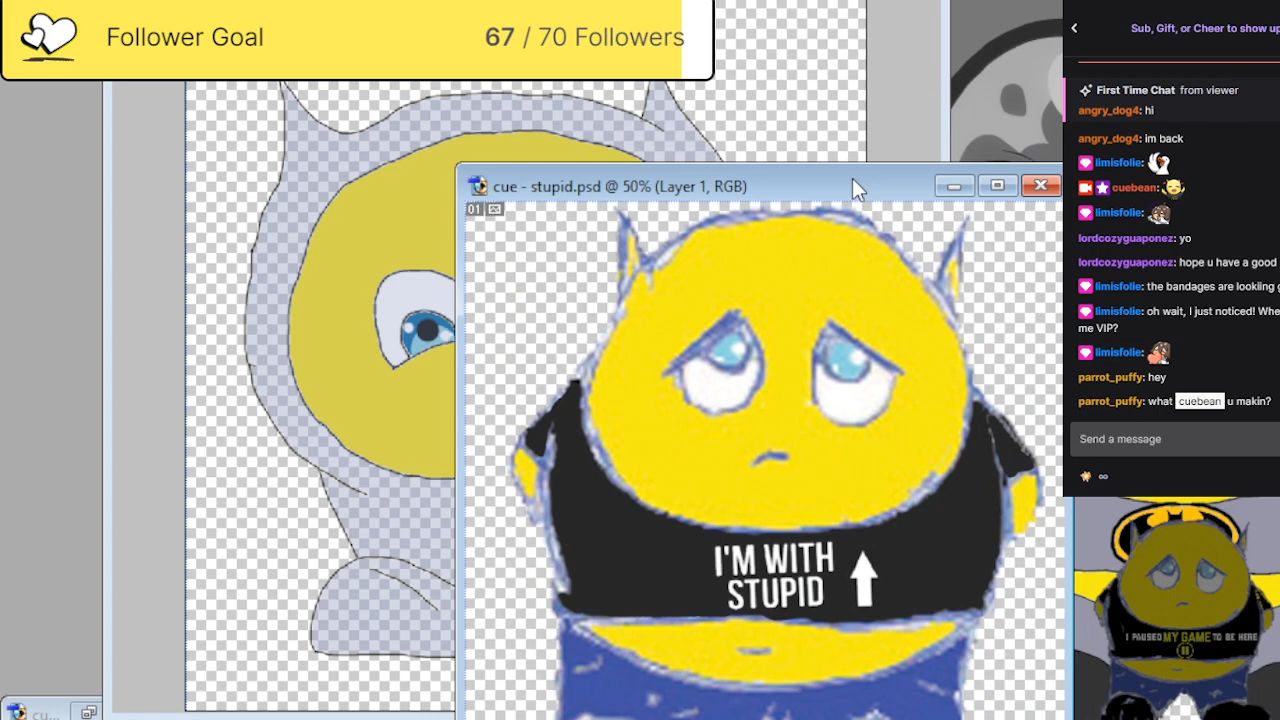 Follower Goal
67 / 70 Followers
Sub, Gift, or Cheer to show up
First Time Chat from viewer
angry_dog4: hi
angry_dog4: im back
limisfolie:
cuebean:
limisfolie:
lordcozyguaponez: yo
lordcozyguaponez: hope u have a good
limisfolie: the bandages are lookiing g
limisfolie: oh wait, I just noticed! Whe
me VIP?
limisfolie:
parrot_puffy: hey
parrot_puffy: what cuebean u makin?
Send a message
∞
cue - stupid.psd @ 50% (Layer 1, RGB)
01
I'M WITH
STUPID
I PAUSED MY GAME TO BE HERE
cu...